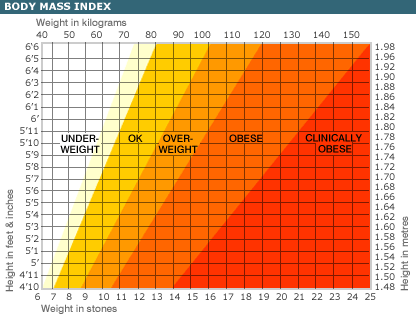 BODY MASS INDEX
Weight in kilograms
40 50 60 70 80 90 100 110 120 130 140 150
6'6 1.98
6'5 1.96
1.94
6'4 1.92
6'3 1.90
1.88
6'2 1.86
6'1 1.84
6' 1.82
1.80
5'11 1.78
UNDER-
WEIGHT
OK
OVER-
WEIGHT
OBESE
CLINICALLY
OBESE
5'10 1.76
5'9 1.74
5'8 1.72
1.70
5'7 1.68
5'6 1.66
5'5 1.64
5'4 1.62
1.60
5'3 1.58
5'2 1.56
1.54
5'1 1.52
5' 1.50
4'11
4'10 1.48
6 7 8 9 10 11 12 13 14 15 16 17 18 19 20 21 22 23 24 25
Weight in stones
Height in feet & inches
Height in metres